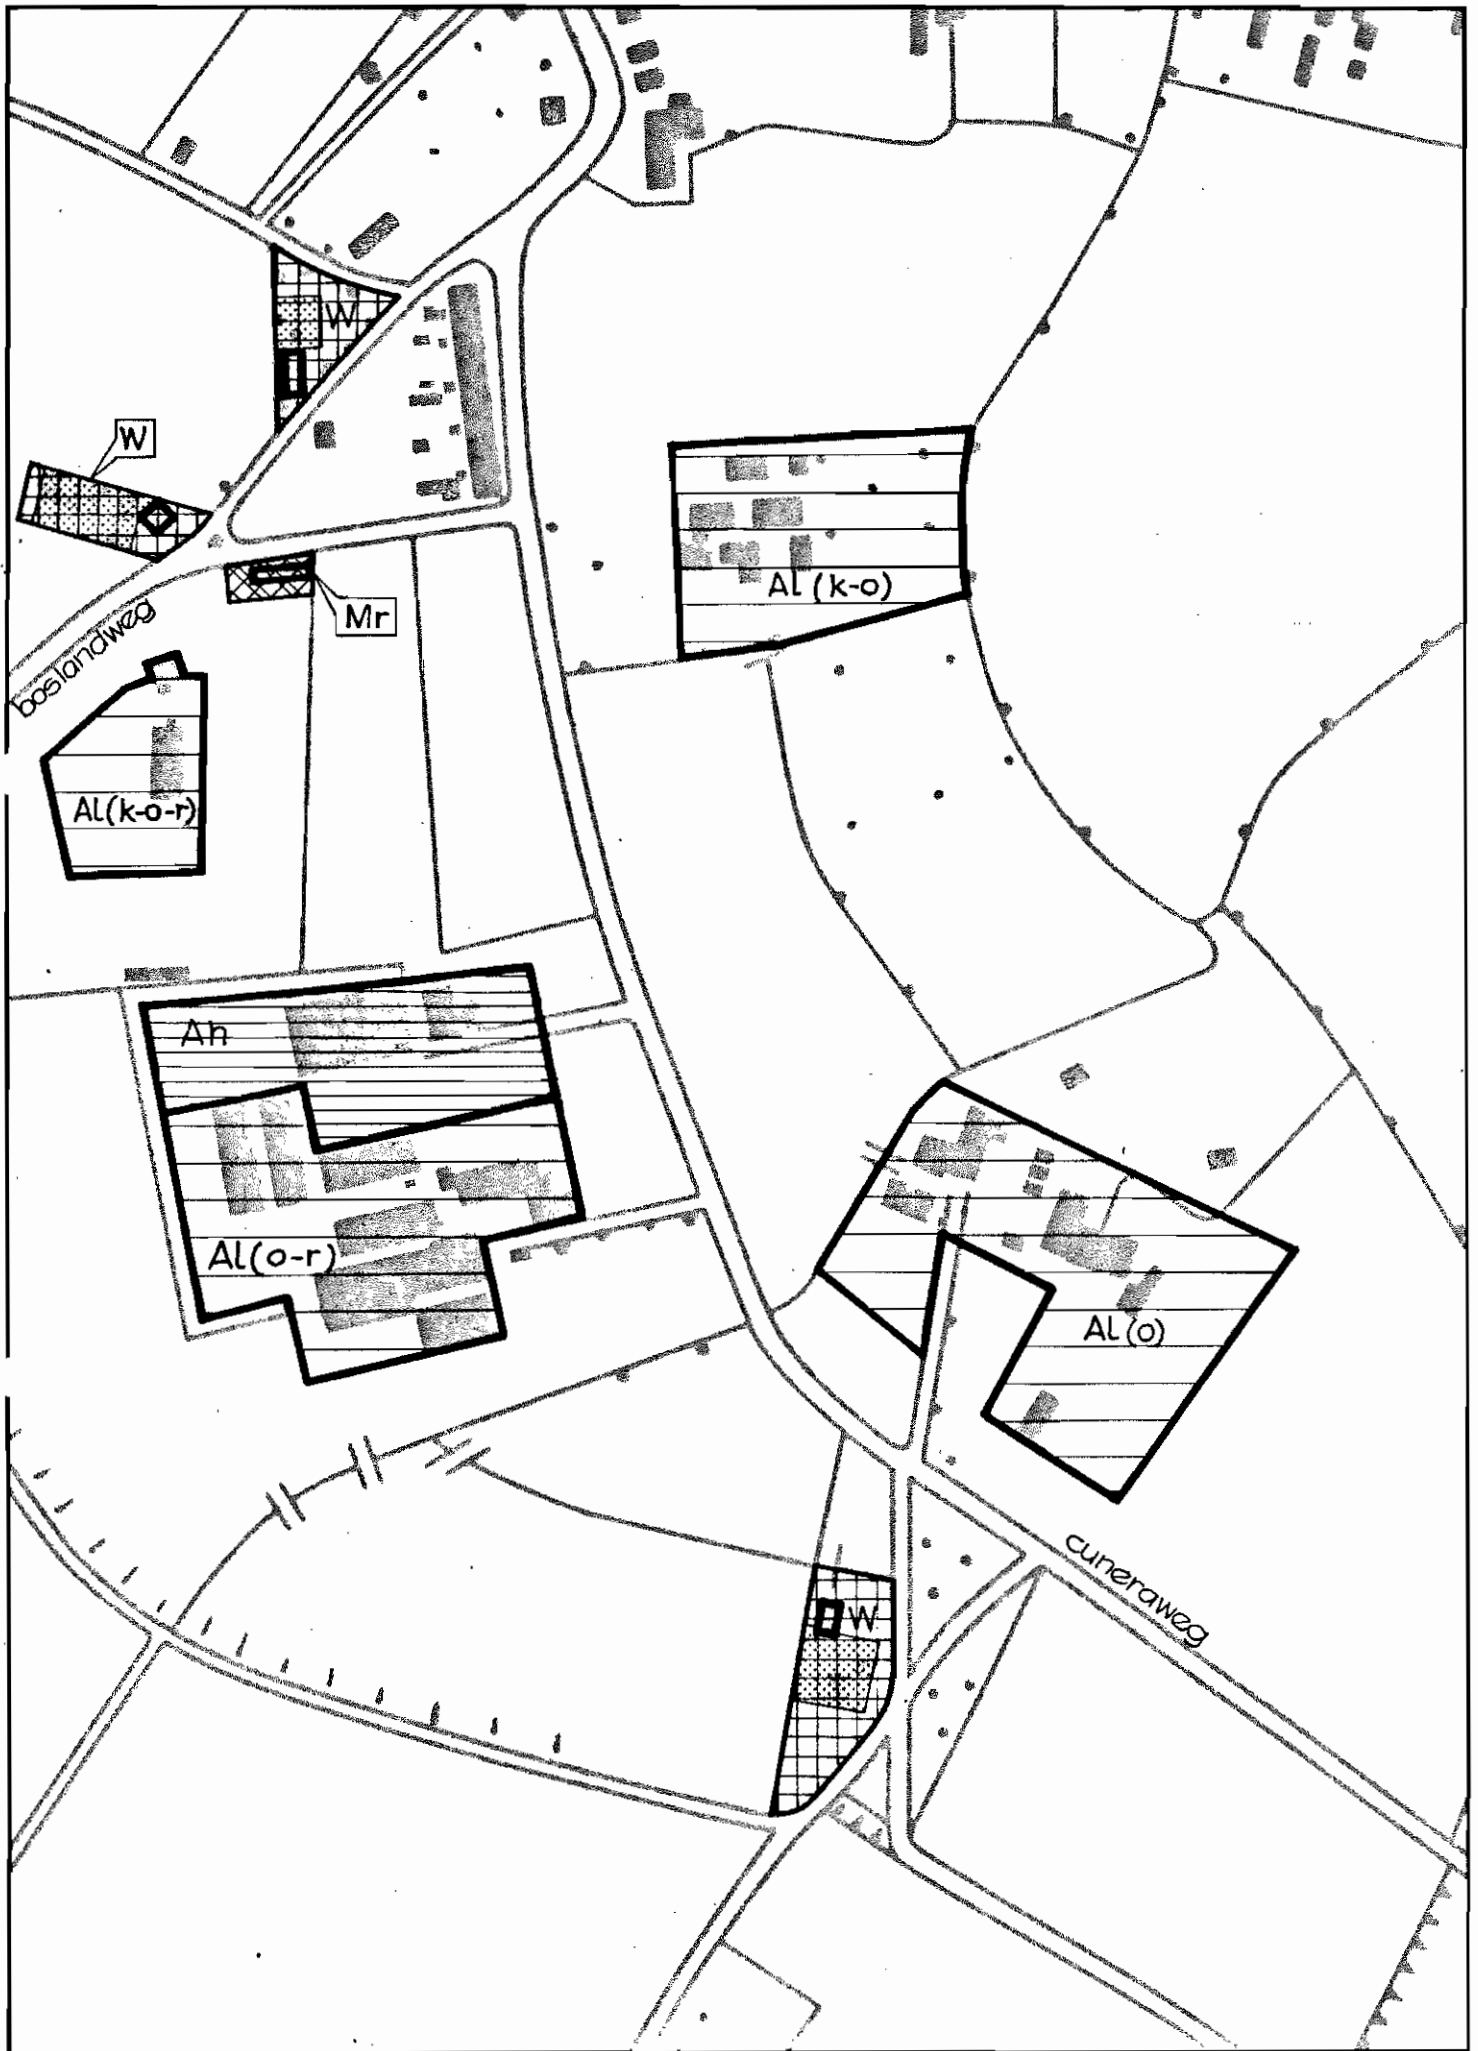 W
W
Al (k-o)
Mr
boslandweg
Al(k-o-r)
Ah
Al(o-r)
Al(o)
cuneraweg
W